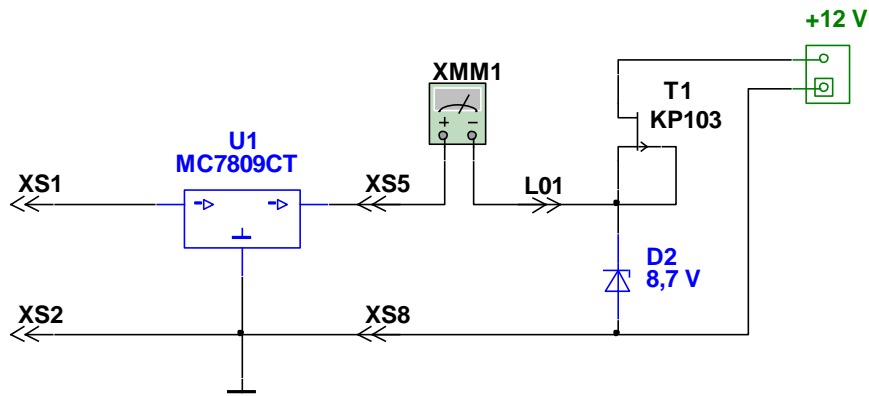 +12 V
XMM1
T1
KP103
U1
MC7809CT
XS1
XS5
L01
D2
8,7 V
XS2
XS8